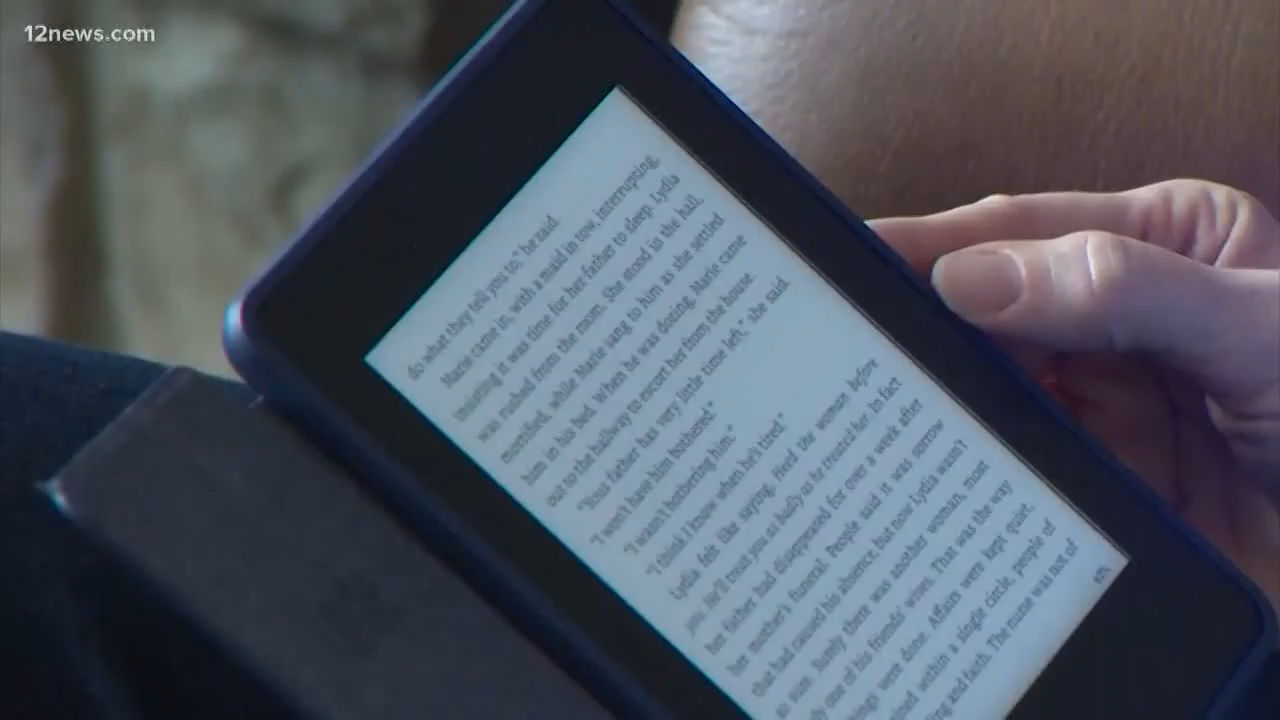 12news.com
do what they tell you to," he said.
Marie came in, with a maid in tow, interrupting,
insisting it was time for her father to sleep. Lydia
was rushed from the room. She stood in the hall,
mortified, while Marie sang to him as she settled
him in his bed. When he was dozing, Marie came
out to the hallway to escort her from the house.
"Your father has very little time left," she said.
"I won't have him bothered."
"I wasn't bothering him."
"I think I know when he's tired."
Lydia felt like saying, Heed the woman before
you. He'll treat you as badly as he treated her. In fact
her father had disappeared for over a week after
her mother's funeral. People said it was sorrow
that had caused his absence, but now Lydia wasn't
so sure. Surely there was another woman, most
one of his friends' wives. That was the way
things were done. Affairs were kept quiet,
within a single circle, people of
and faith. The nurse was not of